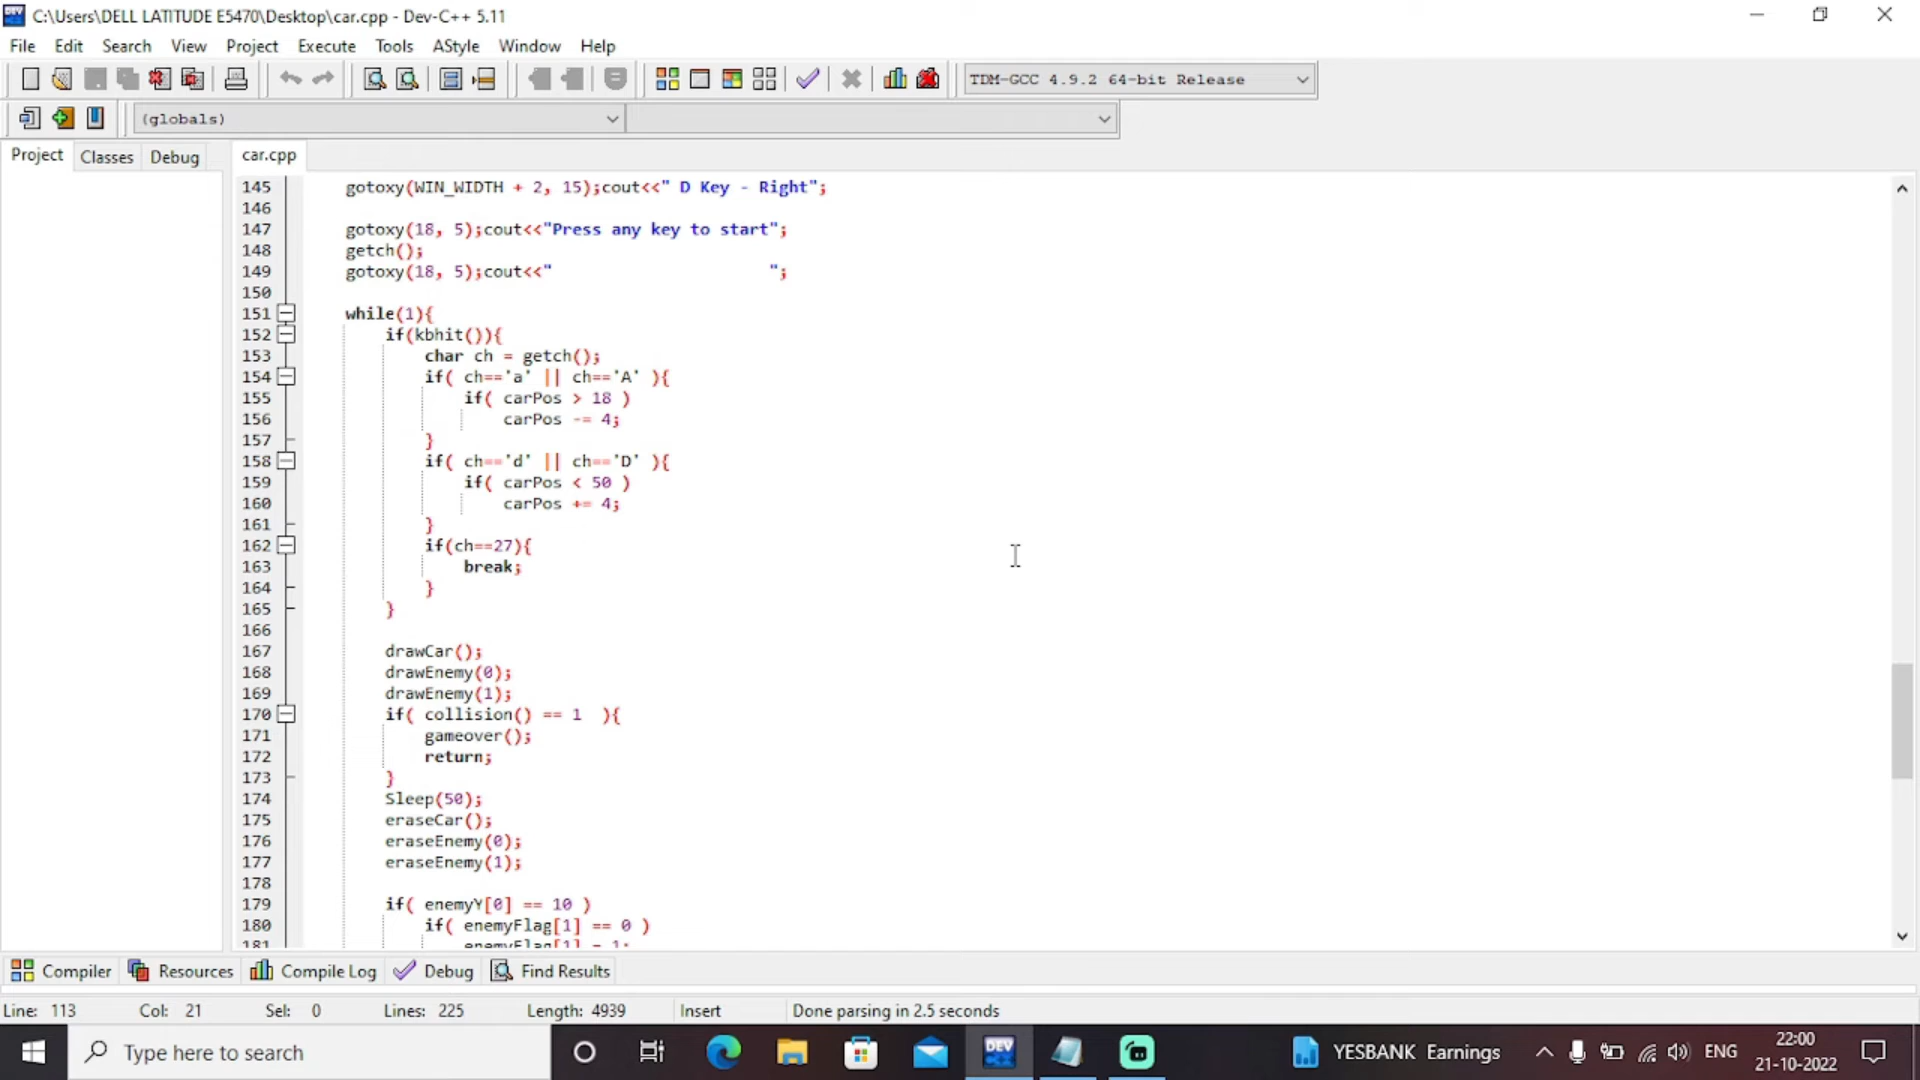 C:\Users\DELL LATITUDE E5470\Desktop\car.cpp - Dev-C++ 5.11
File Edit Search View Project Execute Tools AStyle Window Help
TDM-GCC 4.9.2 64-bit Release
(globals)
Project Classes Debug car.cpp
145 gotoxy(WIN_WIDTH + 2, 15);cout<<" D Key - Right";
146
147 gotoxy(18, 5);cout<<"Press any key to start";
148 getch();
149 gotoxy(18, 5);cout<<"                      ";
150
151 while(1){
152 if(kbhit()){
153 char ch = getch();
154 if( ch=='a' || ch=='A' ){
155 if( carPos > 18 )
156 carPos -= 4;
157 }
158 if( ch=='d' || ch=='D' ){
159 if( carPos < 50 )
160 carPos += 4;
161 }
162 if(ch==27){
163 break;
164 }
165 }
166
167 drawCar();
168 drawEnemy(0);
169 drawEnemy(1);
170 if( collision() == 1  ){
171 gameover();
172 return;
173 }
174 Sleep(50);
175 eraseCar();
176 eraseEnemy(0);
177 eraseEnemy(1);
178
179 if( enemyY[0] == 10 )
180 if( enemyFlag[1] == 0 )
181 enemyFlag[1] = 1;
Compiler Resources Compile Log Debug Find Results
Line: 113 Col: 21 Sel: 0 Lines: 225 Length: 4939 Insert Done parsing in 2.5 seconds
Type here to search DEV YESBANK Earnings ENG 22:00
21-10-2022